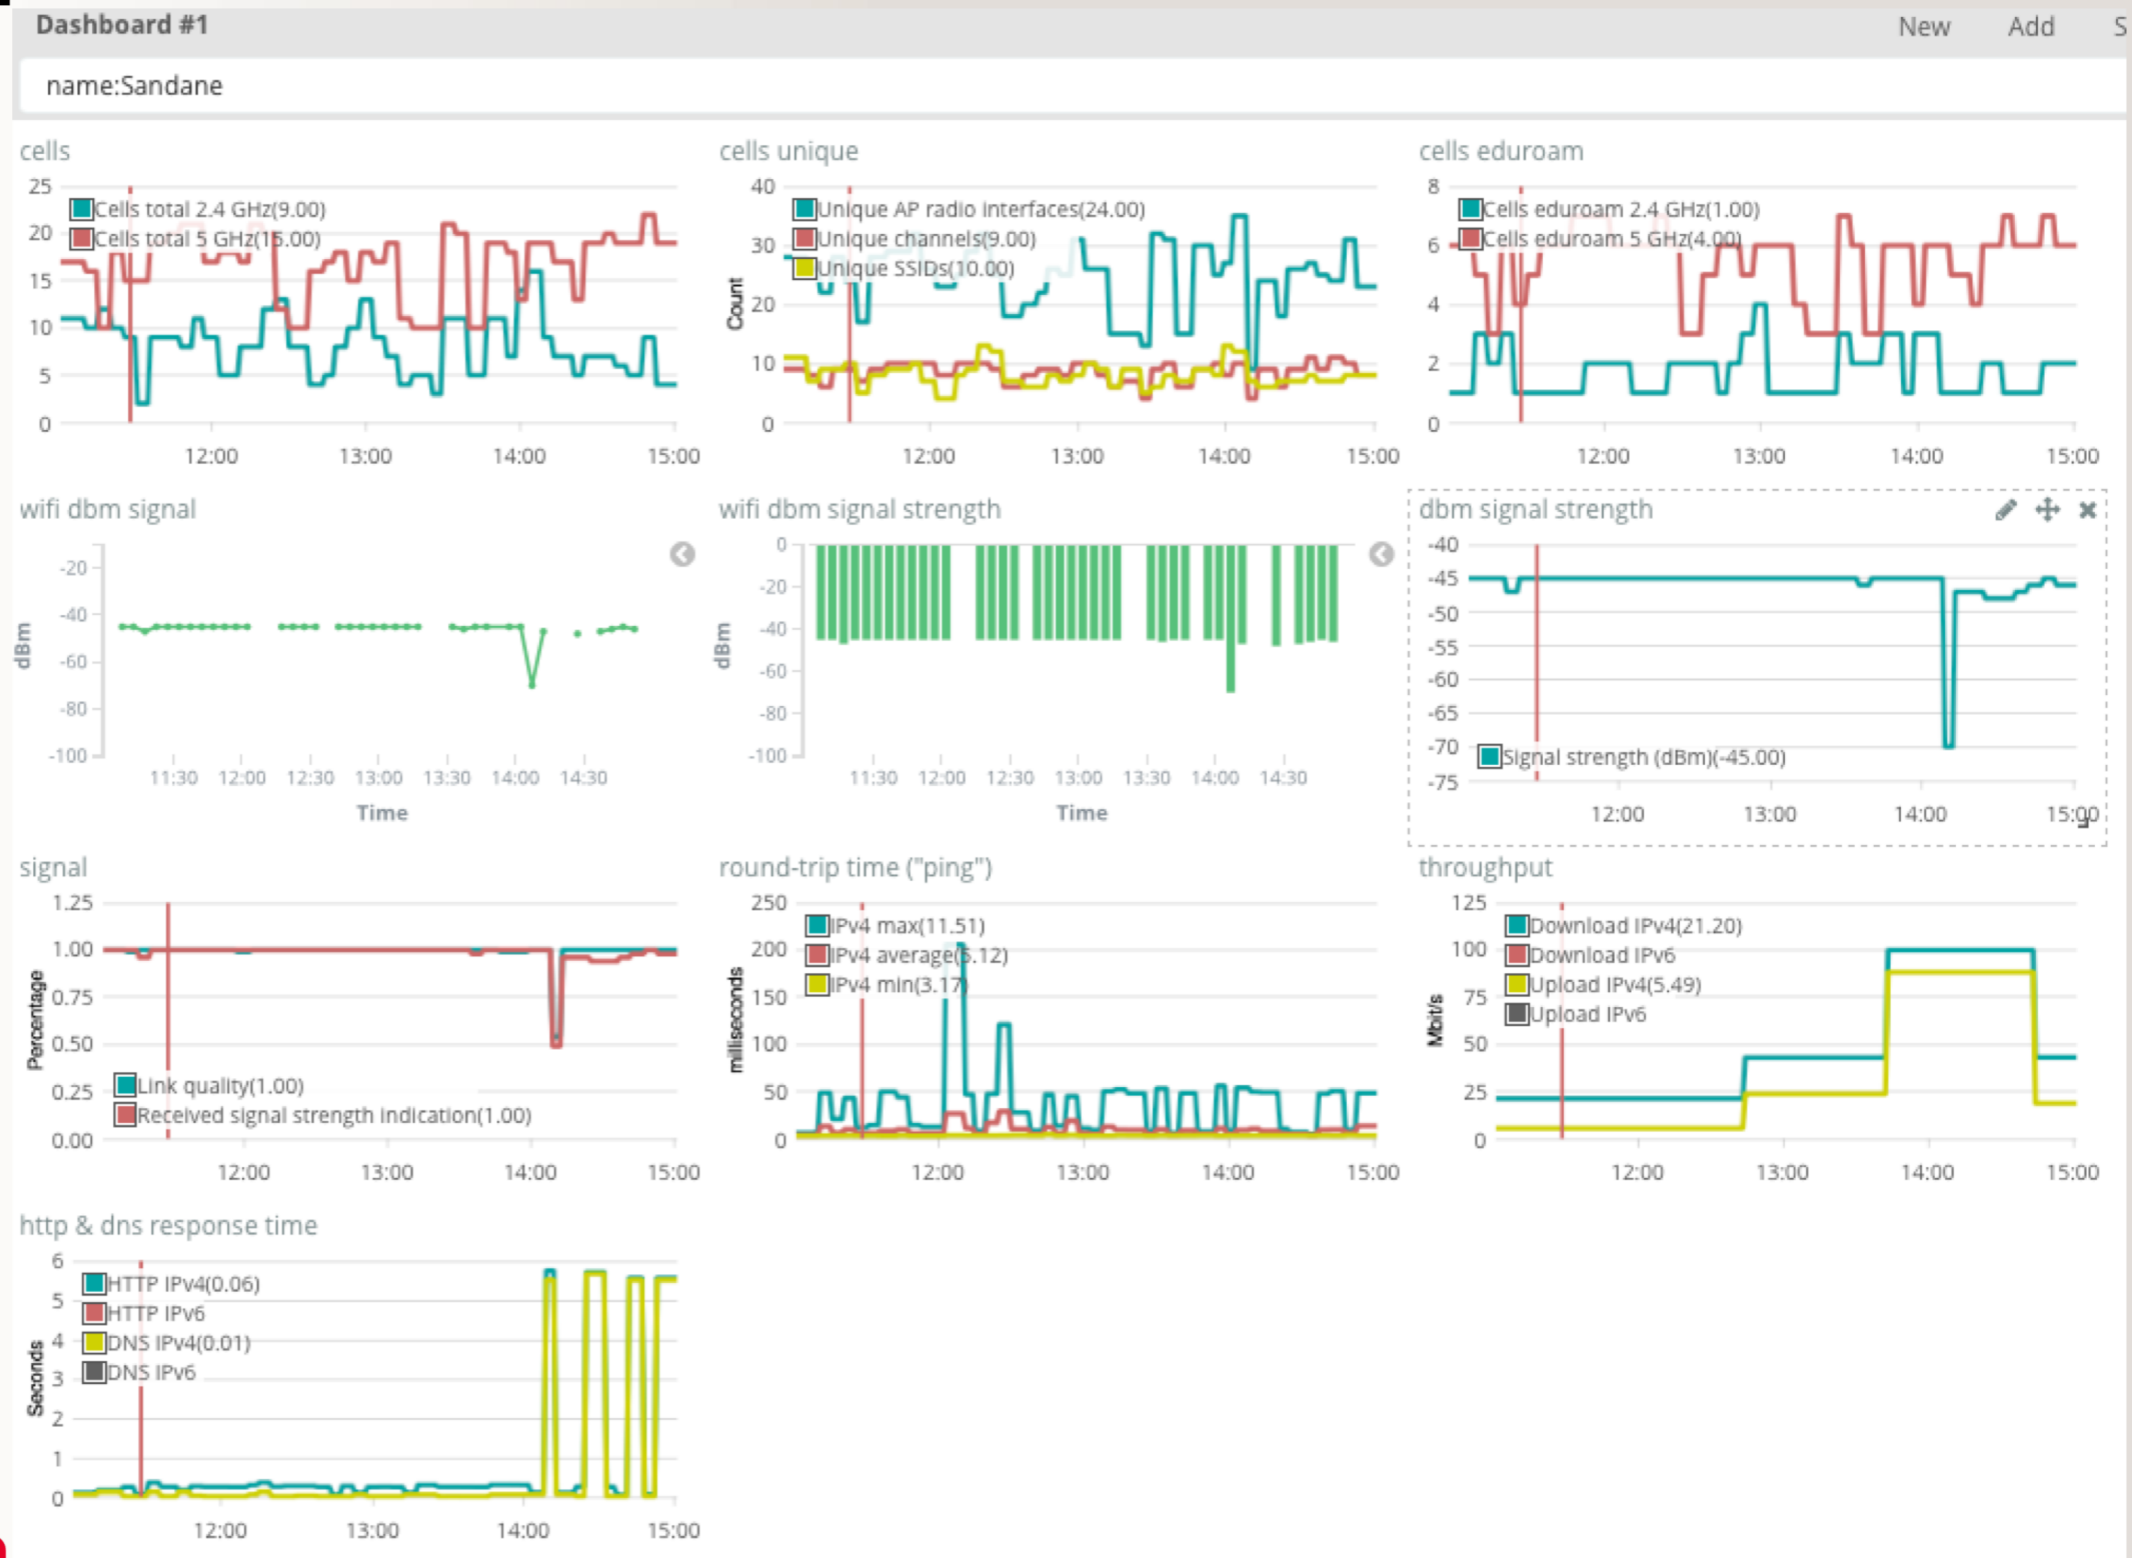 Dashboard #1 New Add S
name:Sandane
cells
25
20
15
10
5
0
Cells total 2.4 GHz(9.00)
Cells total 5 GHz(15.00)
12:00 13:00 14:00 15:00
cells unique
Count
40
30
20
10
0
Unique AP radio interfaces(24.00)
Unique channels(9.00)
Unique SSIDs(10.00)
12:00 13:00 14:00 15:00
cells eduroam
8
6
4
2
0
Cells eduroam 2.4 GHz(1.00)
Cells eduroam 5 GHz(4.00)
12:00 13:00 14:00 15:00
wifi dbm signal
dBm
-20
-40
-60
-80
-100
11:30 12:00 12:30 13:00 13:30 14:00 14:30
Time
wifi dbm signal strength
dBm
0
-20
-40
-60
-80
-100
11:30 12:00 12:30 13:00 13:30 14:00 14:30
Time
dbm signal strength
-40
-45
-50
-55
-60
-65
-70
-75
Signal strength (dBm)(-45.00)
12:00 13:00 14:00 15:00
signal
Percentage
1.25
1.00
0.75
0.50
0.25
0.00
Link quality(1.00)
Received signal strength indication(1.00)
12:00 13:00 14:00 15:00
round-trip time ("ping")
milliseconds
250
200
150
100
50
0
IPv4 max(11.51)
IPv4 average(5.12)
IPv4 min(3.17)
12:00 13:00 14:00 15:00
throughput
Mbit/s
125
100
75
50
25
0
Download IPv4(21.20)
Download IPv6
Upload IPv4(5.49)
Upload IPv6
12:00 13:00 14:00 15:00
http & dns response time
Seconds
6
5
4
3
2
1
0
HTTP IPv4(0.06)
HTTP IPv6
DNS IPv4(0.01)
DNS IPv6
12:00 13:00 14:00 15:00